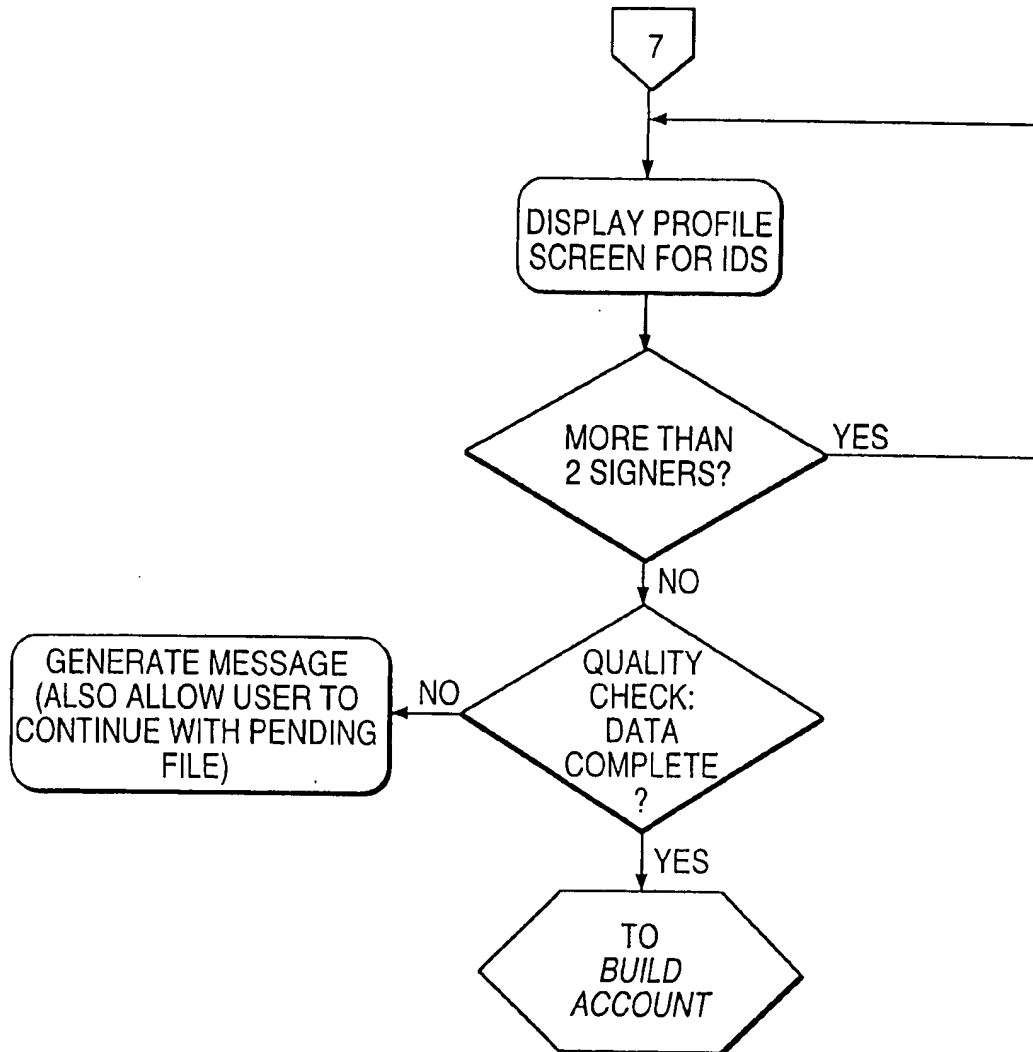 7
DISPLAY PROFILE
SCREEN FOR IDS
MORE THAN
2 SIGNERS?
YES
NO
QUALITY
CHECK:
DATA
COMPLETE
?
NO
GENERATE MESSAGE
(ALSO ALLOW USER TO
CONTINUE WITH PENDING
FILE)
YES
TO
BUILD
ACCOUNT